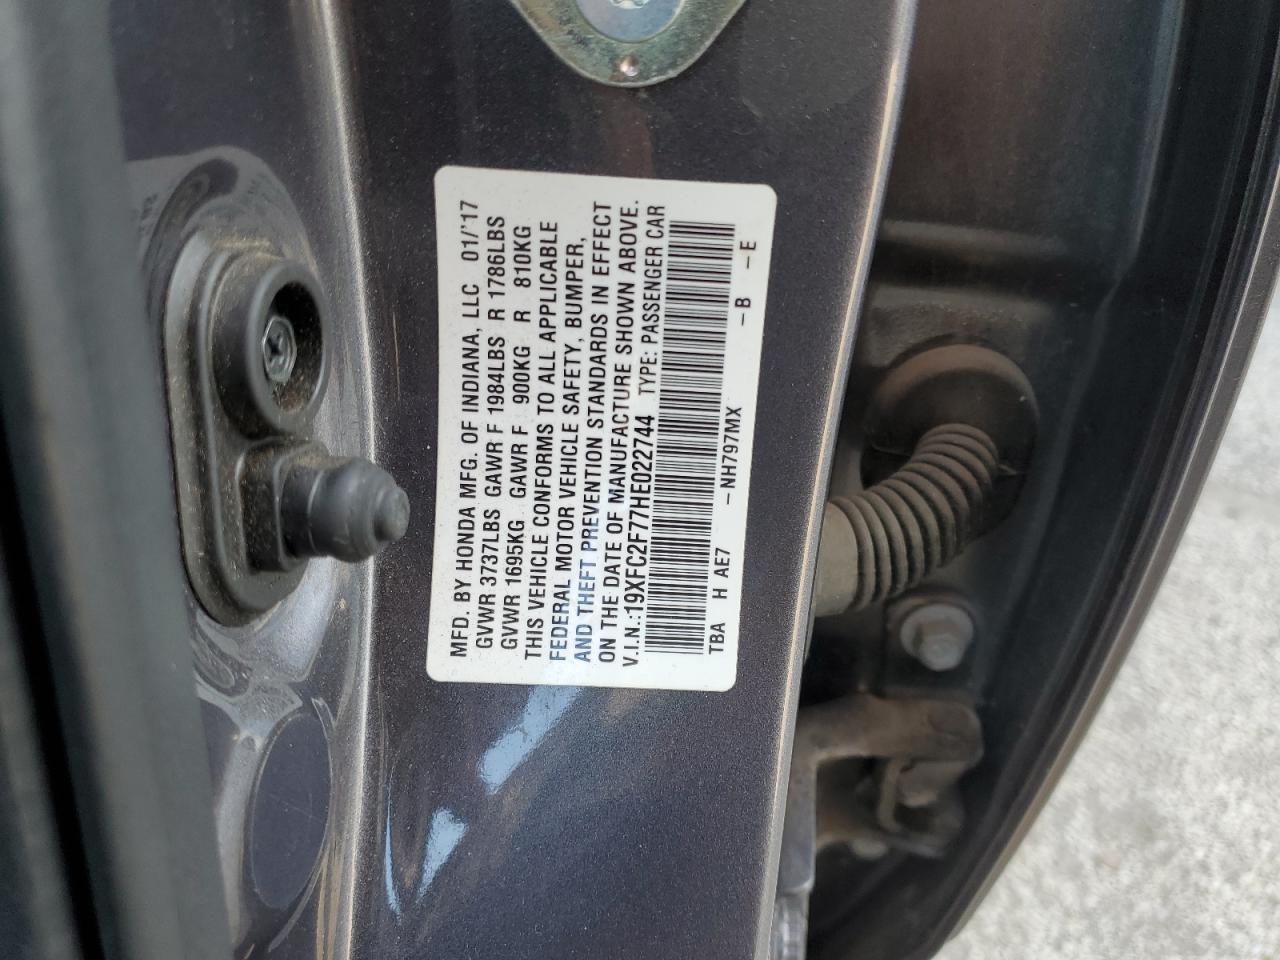 MFD. BY HONDA MFG. OF INDIANA, LLC 01/'17
GVWR 3737LBS GAWR F 1984LBS R 1786LBS
GVWR 1695KG GAWR F 900KG R 810KG
THIS VEHICLE CONFORMS TO ALL APPLICABLE
FEDERAL MOTOR VEHICLE SAFETY, BUMPER,
AND THEFT PREVENTION STANDARDS IN EFFECT
ON THE DATE OF MANUFACTURE SHOWN ABOVE.
V.I.N.:19XFC2F77HE022744 TYPE: PASSENGER CAR
TBA H AE7 -NH797MX -B -E